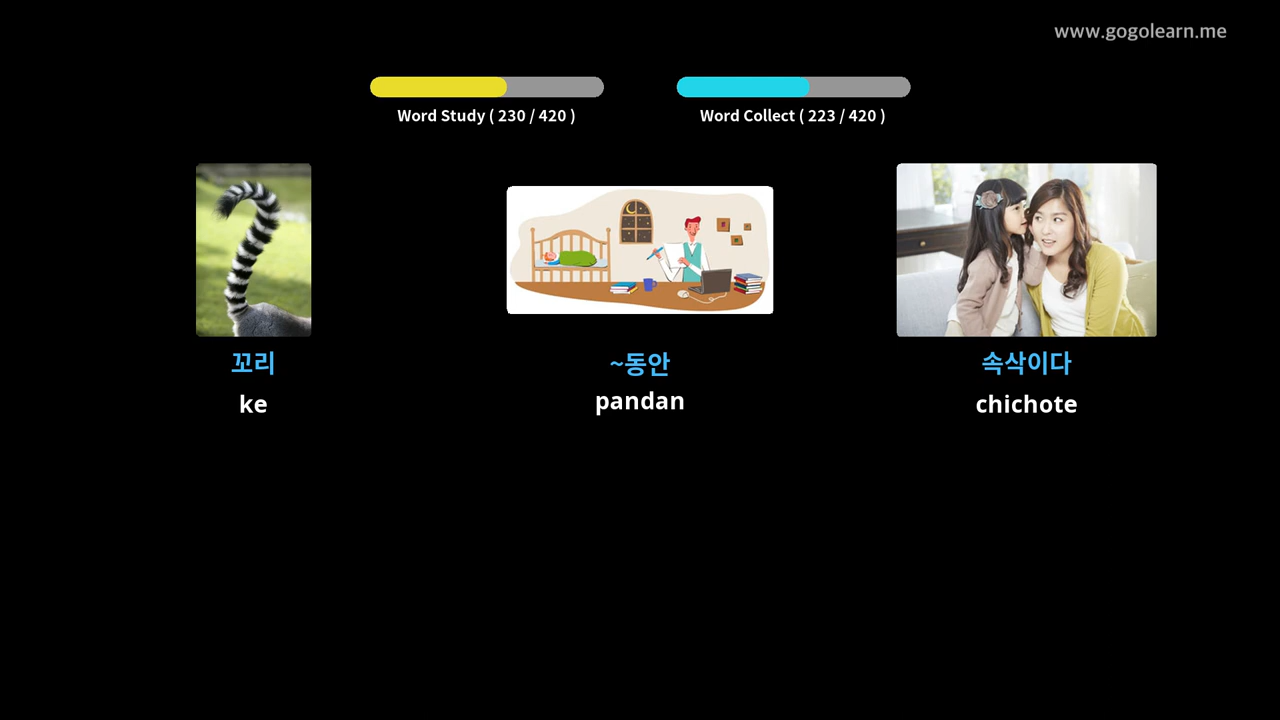 www.gogolearn.me
Word Study ( 230 / 420 )
Word Collect ( 223 / 420 )
꼬리
~동안
속삭이다
ke
pandan
chichote